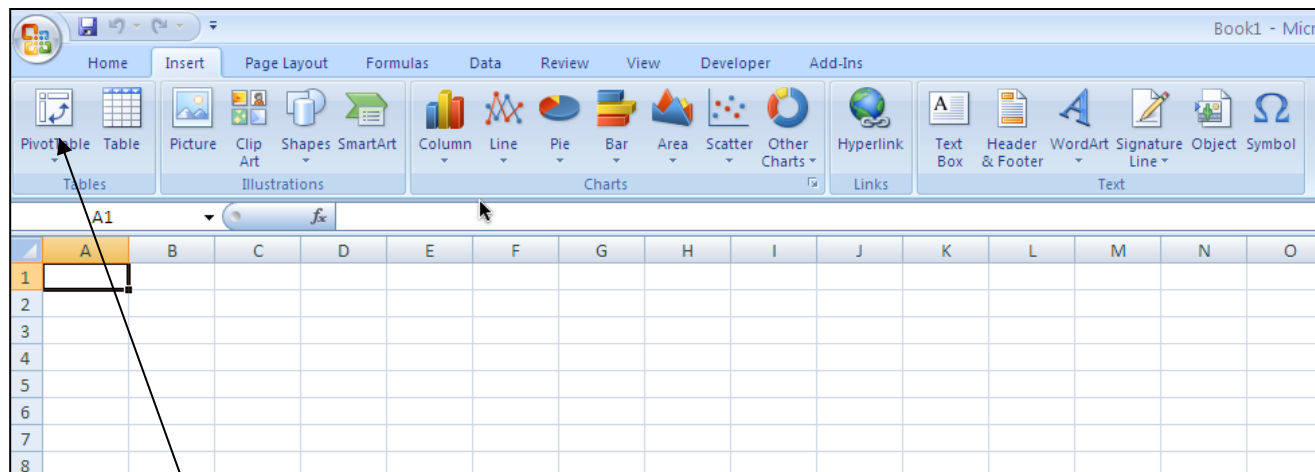 Book1 - Micr
Home Insert Page Layout Formulas Data Review View Developer Add-Ins
PivotTable Table Picture Clip Art Shapes SmartArt Column Line Pie Bar Area Scatter Other Charts Hyperlink Text Box Header & Footer WordArt Signature Line Object Symbol
Tables Illustrations Charts Links Text
A1 fx
A B C D E F G H I J K L M N O
1
2
3
4
5
6
7
8